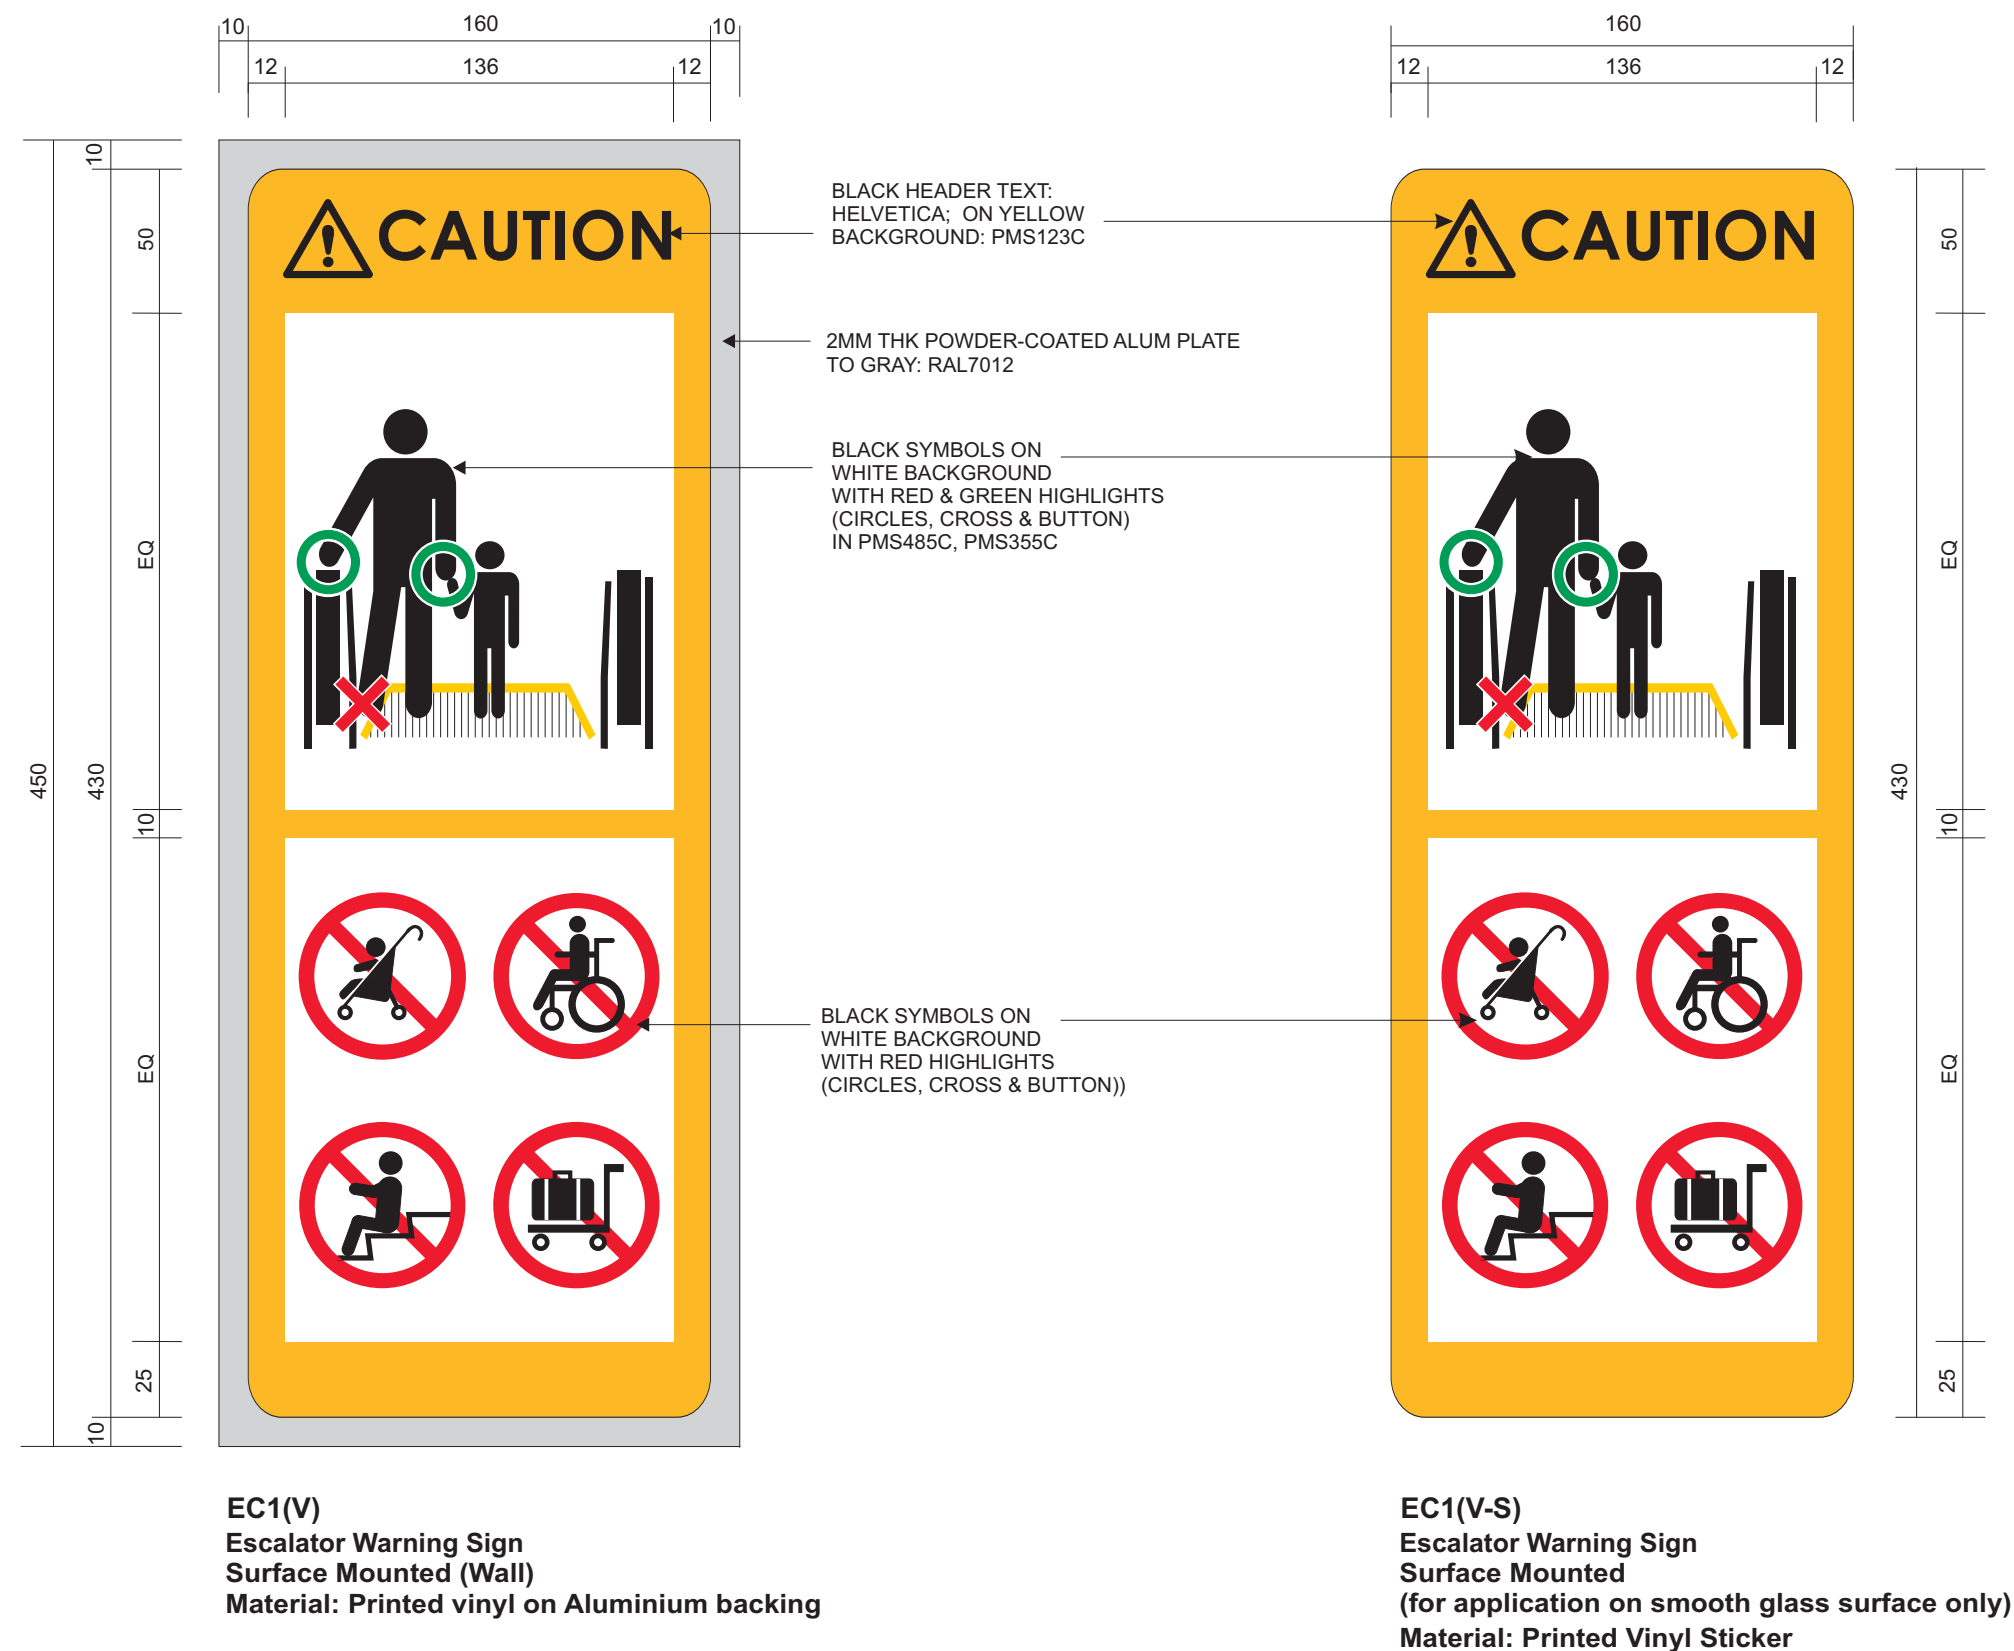 10 160 10
12 136 12
160
12 136 12
450
430
10
50
EQ
10
EQ
25
10
CAUTION
BLACK HEADER TEXT:
HELVETICA; ON YELLOW
BACKGROUND: PMS123C
2MM THK POWDER-COATED ALUM PLATE
TO GRAY: RAL7012
BLACK SYMBOLS ON
WHITE BACKGROUND
WITH RED & GREEN HIGHLIGHTS
(CIRCLES, CROSS & BUTTON)
IN PMS485C, PMS355C
BLACK SYMBOLS ON
WHITE BACKGROUND
WITH RED HIGHLIGHTS
(CIRCLES, CROSS & BUTTON))
CAUTION
430
50
EQ
10
EQ
25
EC1(V)
Escalator Warning Sign
Surface Mounted (Wall)
Material: Printed vinyl on Aluminium backing
EC1(V-S)
Escalator Warning Sign
Surface Mounted
(for application on smooth glass surface only)
Material: Printed Vinyl Sticker